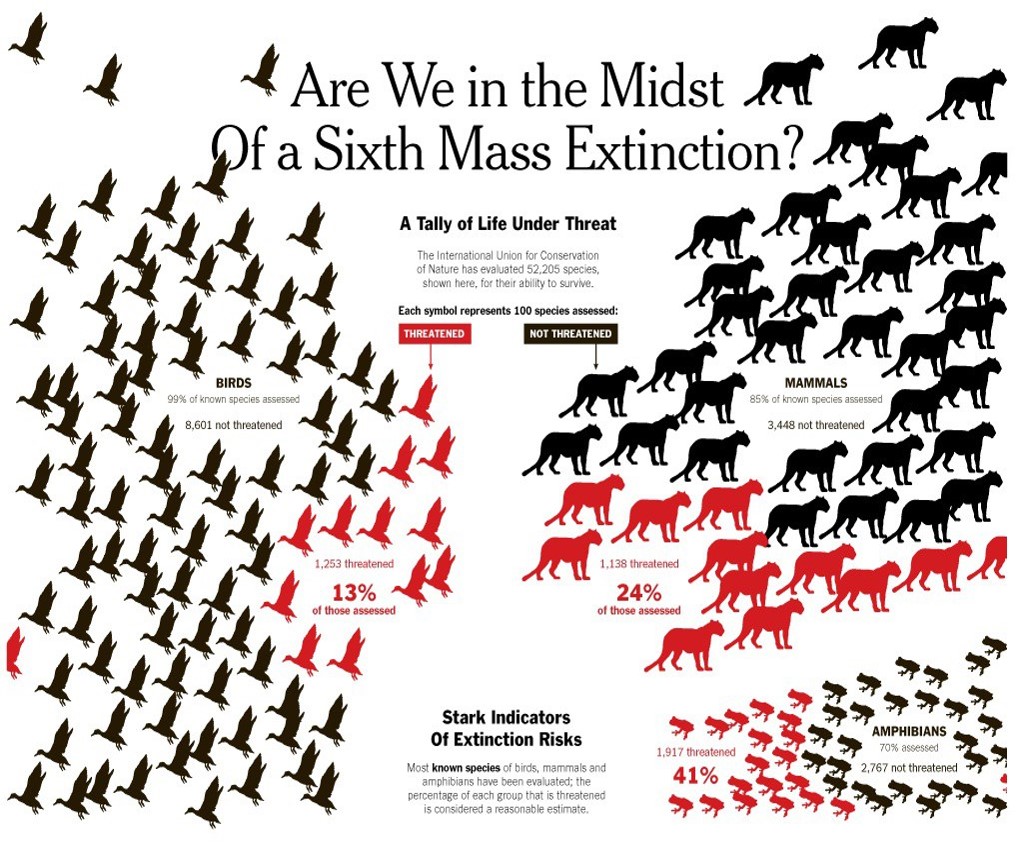 Are We in the Midst
Of a Sixth Mass Extinction?
A Tally of Life Under Threat
The International Union for Conservation
of Nature has evaluated 52,205 species,
shown here, for their ability to survive.
Each symbol represents 100 species assessed:
THREATENED
NOT THREATENED
BIRDS
99% of known species assessed
8,601 not threatened
MAMMALS
85% of known species assessed
3,448 not threatened
1,253 threatened
13%
of those assessed
1,138 threatened
24%
of those assessed
Stark Indicators
Of Extinction Risks
Most known species of birds, mammals and
amphibians have been evaluated; the
percentage of each group that is threatened
is considered a reasonable estimate.
1,917 threatened
41%
AMPHIBIANS
70% assessed
2,767 not threatened